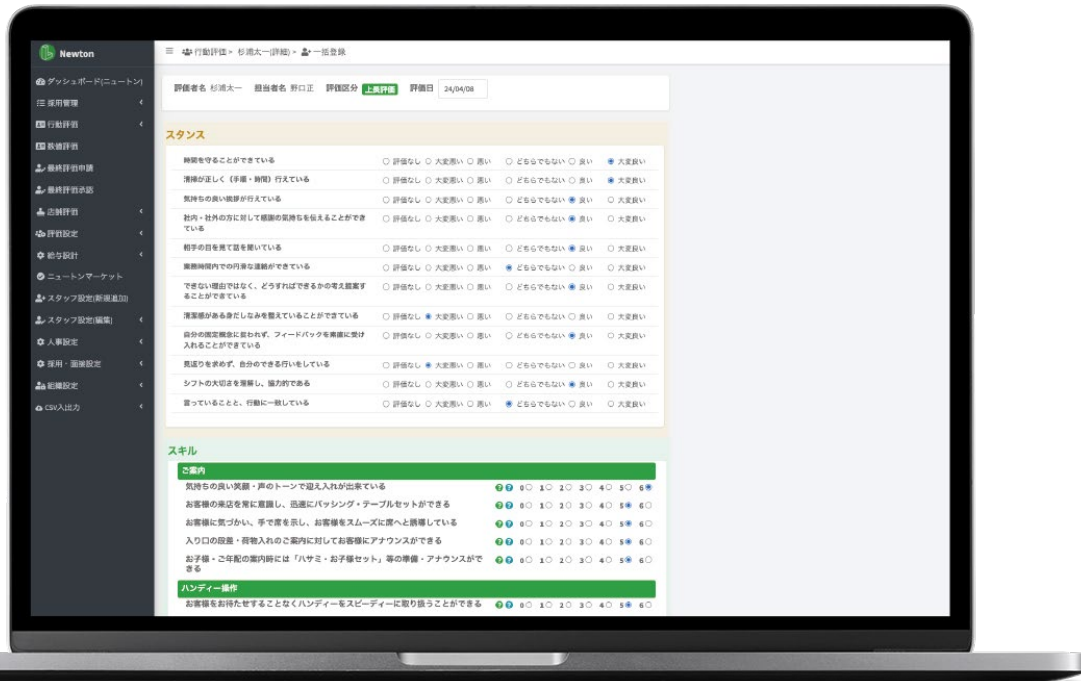 Newton
行動評価 > 杉浦太一(詳細) > 一括登録
ダッシュボード(ニュートン)
採用管理
行動評価
数値評価
最終評価申請
最終評価承認
店舗評価
評価設定
給与設計
ニュートンマーケット
スタッフ設定(新規追加)
スタッフ設定(編集)
人事設定
採用・面接設定
組織設定
CSV入出力
評価者名 杉浦太一 担当者名 野口正 評価区分 上長評価 評価日 24/04/08
スタンス
時間を守ることができている 評価なし 大変悪い 悪い どちらでもない 良い 大変良い
清掃が正しく(手順・時間)行えている 評価なし 大変悪い 悪い どちらでもない 良い 大変良い
気持ちの良い挨拶が行えている 評価なし 大変悪い 悪い どちらでもない 良い 大変良い
社内・社外の方に対して感謝の気持ちを伝えることができ 評価なし 大変悪い 悪い どちらでもない 良い 大変良い
ている
相手の目を見て話を聞いている 評価なし 大変悪い 悪い どちらでもない 良い 大変良い
業務時間内での円滑な連絡ができている 評価なし 大変悪い 悪い どちらでもない 良い 大変良い
できない理由ではなく、どうすればできるかの考え提案す 評価なし 大変悪い 悪い どちらでもない 良い 大変良い
ることができている
清潔感がある身だしなみを整えていることができている 評価なし 大変悪い 悪い どちらでもない 良い 大変良い
自分の固定概念に捉われず、フィードバックを素直に受け 評価なし 大変悪い 悪い どちらでもない 良い 大変良い
入れることができている
見返りを求めず、自分のできる行いをしている 評価なし 大変悪い 悪い どちらでもない 良い 大変良い
シフトの大切さを理解し、協力的である 評価なし 大変悪い 悪い どちらでもない 良い 大変良い
言っていることと、行動に一致している 評価なし 大変悪い 悪い どちらでもない 良い 大変良い
スキル
ご案内
気持ちの良い笑顔・声のトーンで迎え入れが出来ている 0 1 2 3 4 5 6
お客様の来店を常に意識し、迅速にバッシング・テーブルセットができる 0 1 2 3 4 5 6
お客様に気づかい、手で席を示し、お客様をスムーズに席へと誘導している 0 1 2 3 4 5 6
入り口の段差・荷物入れのご案内に対してお客様にアナウンスができる 0 1 2 3 4 5 6
お子様・ご年配の案内時には「ハサミ・お子様セット」等の準備・アナウンスがで 0 1 2 3 4 5 6
きる
ハンディー操作
お客様をお待たせすることなくハンディーをスピーディーに取り扱うことができる 0 1 2 3 4 5 6